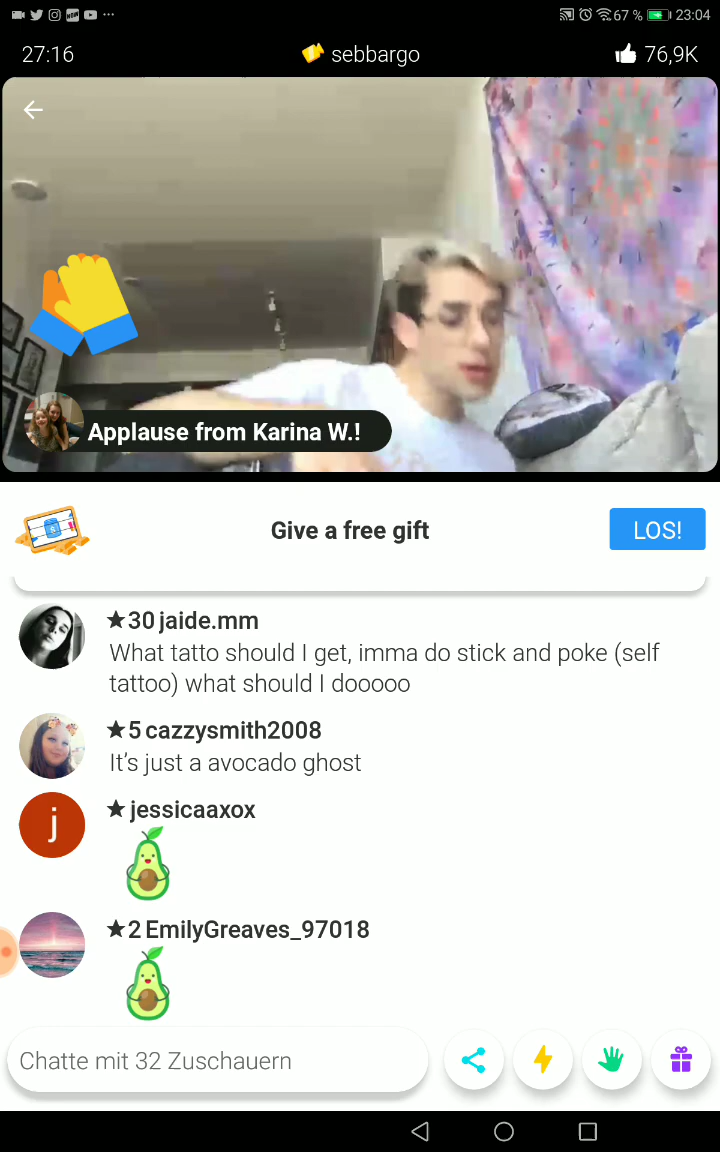 67 % 23:04
27:16 sebbargo 76,9K
Applause from Karina W.!
Give a free gift LOS!
★30 jaide.mm
What tatto should I get, imma do stick and poke (self
tattoo) what should I dooooo
★5 cazzysmith2008
It's just a avocado ghost
j ★ jessicaaxox
★2 EmilyGreaves_97018
Chatte mit 32 Zuschauern